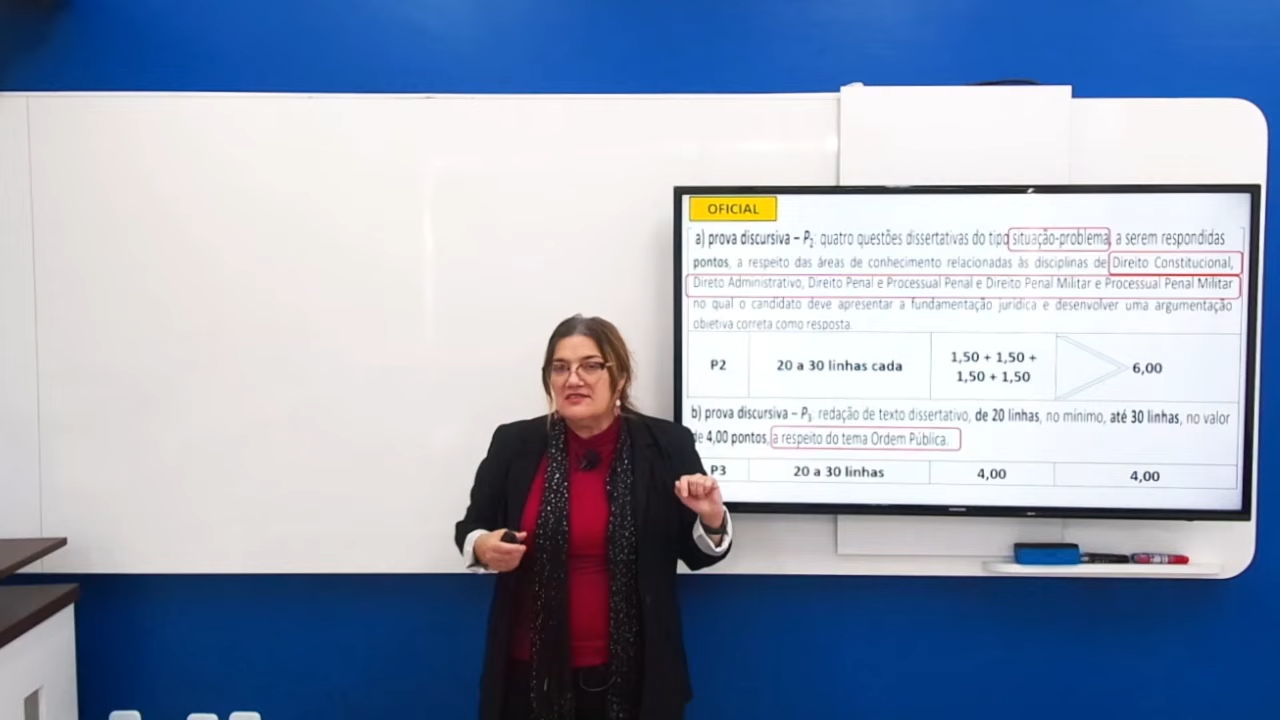 OFICIAL
a) prova discursiva – P2: quatro questões dissertativas do tipo situação-problema, a serem respondidas
pontos, a respeito das áreas de conhecimento relacionadas às disciplinas de Direito Constitucional,
Direto Administrativo, Direito Penal e Processual Penal e Direito Penal Militar e Processual Penal Militar
no qual o candidato deve apresentar a fundamentação jurídica e desenvolver uma argumentação
objetiva correta como resposta.
P2 20 a 30 linhas cada 1,50 + 1,50 + 6,00
1,50 + 1,50
b) prova discursiva – P3: redação de texto dissertativo, de 20 linhas, no mínimo, até 30 linhas, no valor
de 4,00 pontos, a respeito do tema Ordem Pública.
P3 20 a 30 linhas 4,00 4,00